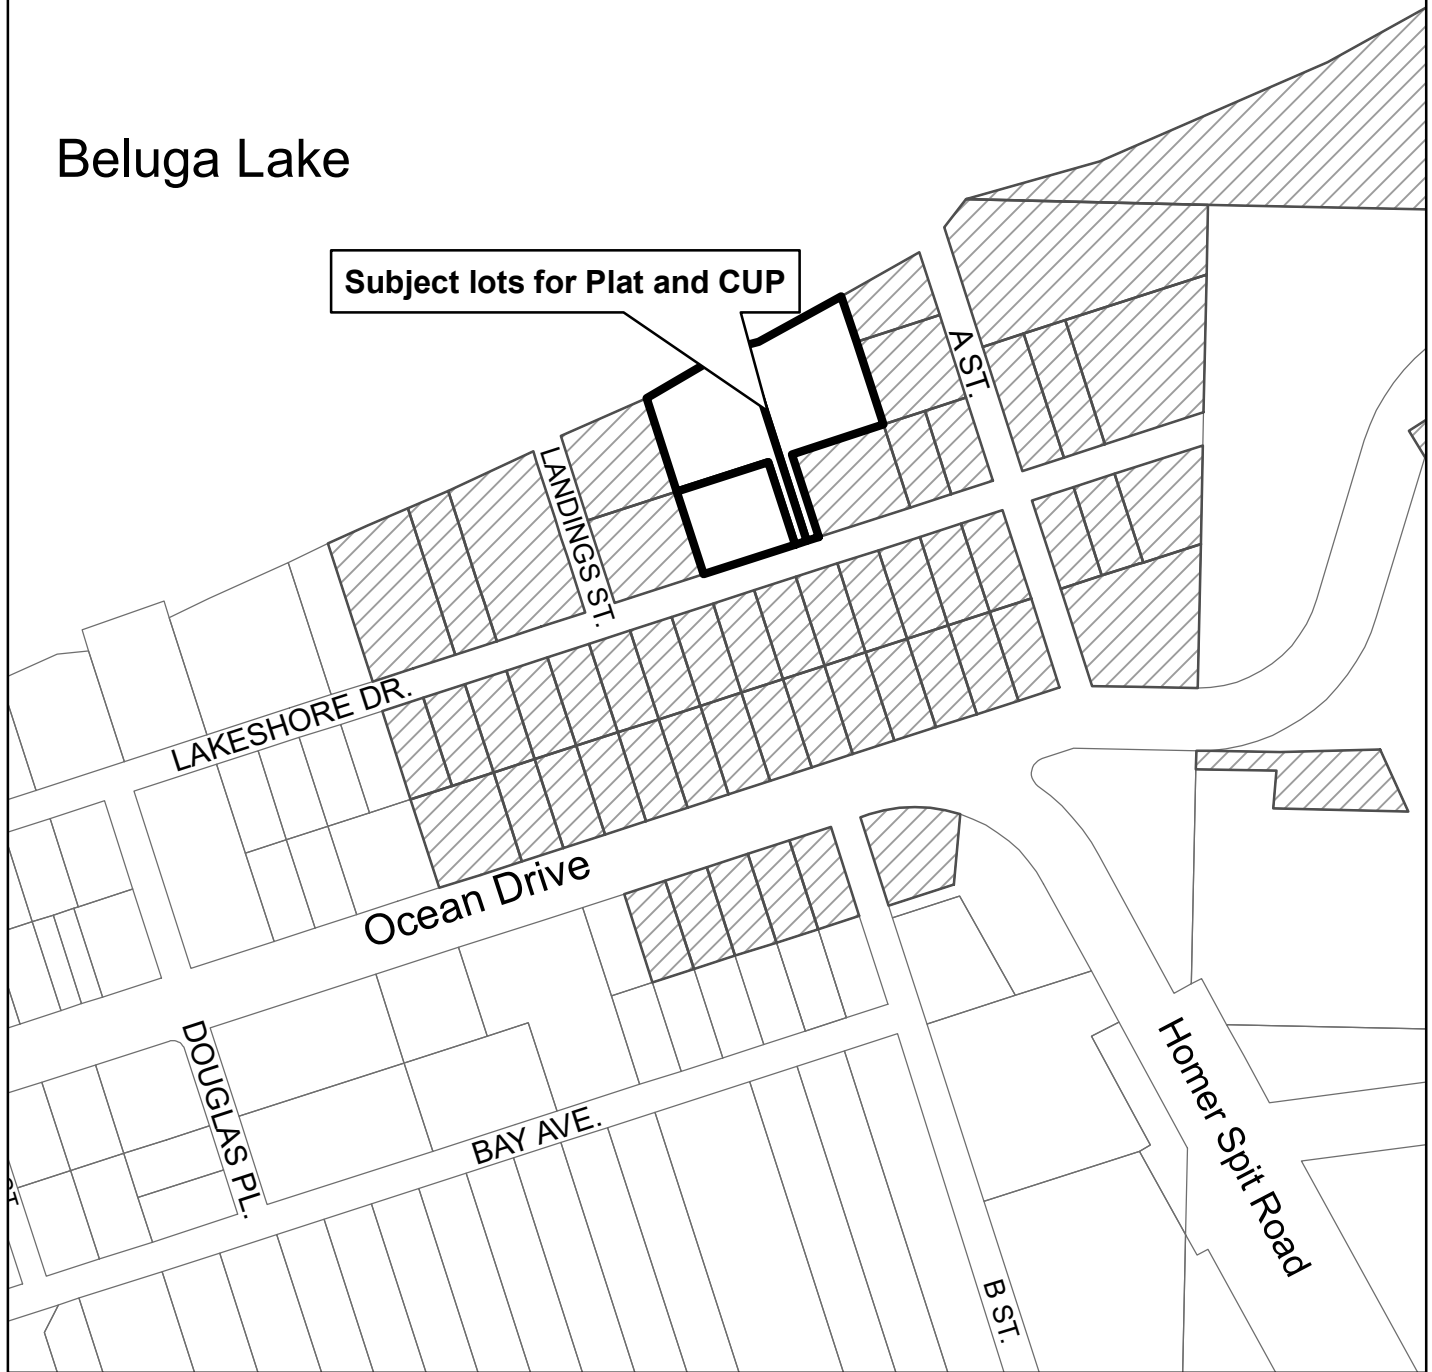 Beluga Lake
Subject lots for Plat and CUP
A ST.
LANDINGS ST.
LAKESHORE DR.
Ocean Drive
DOUGLAS PL.
BAY AVE.
Homer Spit Road
ST
B ST.